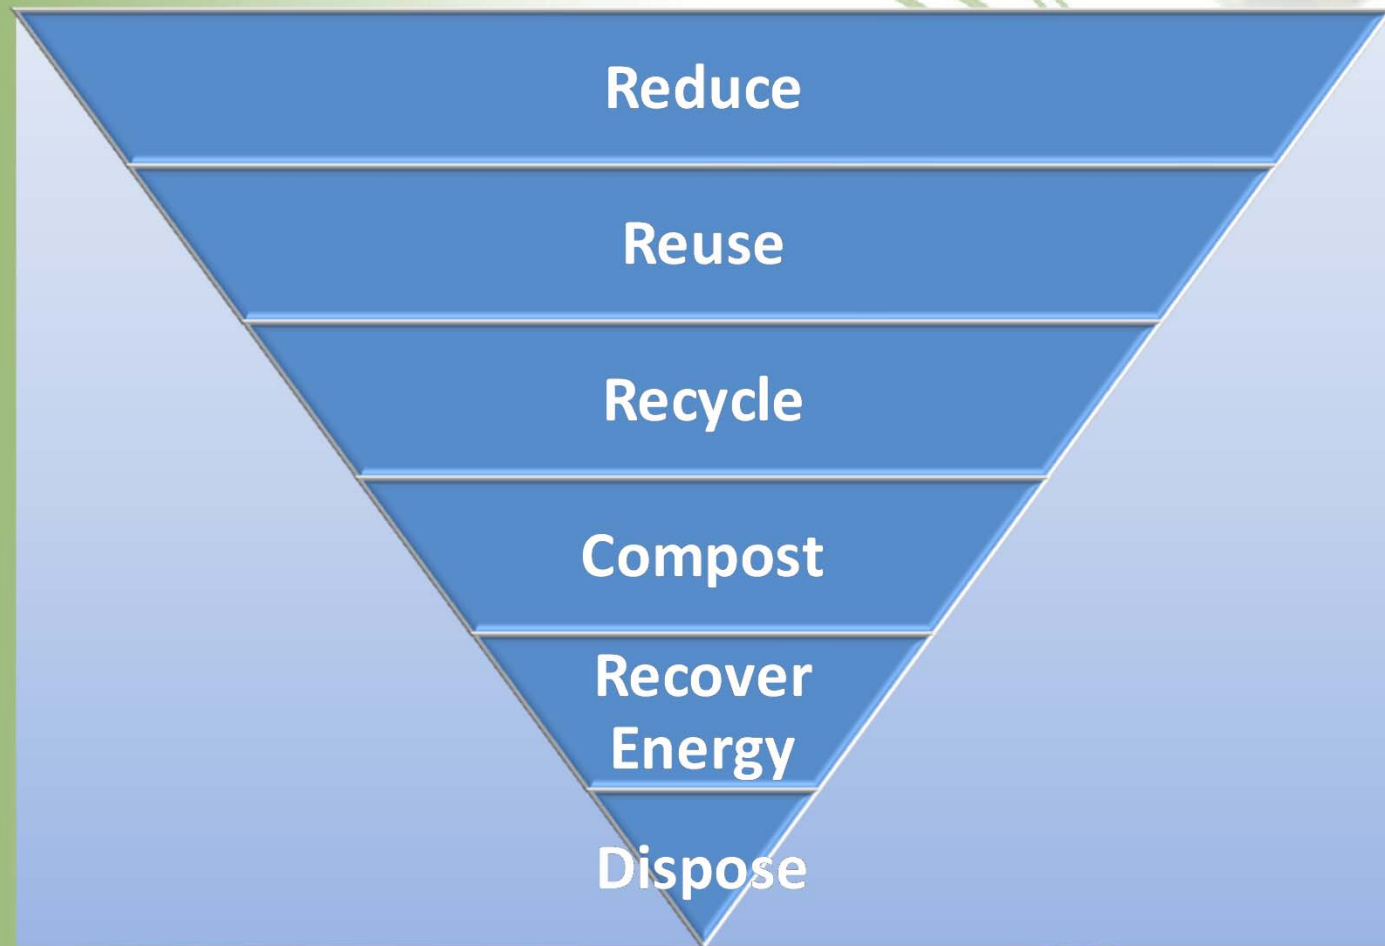 Reduce
Reuse
Recycle
Compost
Recover
Energy
Dispose